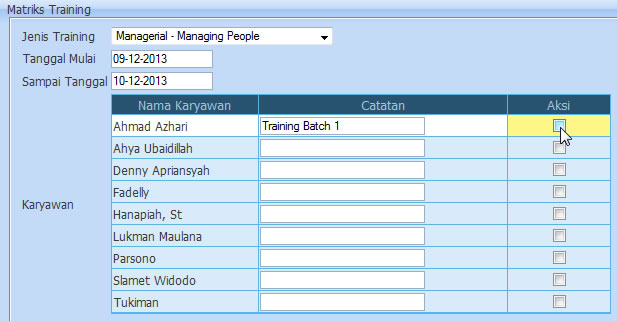 Matriks Training
Jenis Training Managerial - Managing People
Tanggal Mulai 09-12-2013
Sampai Tanggal 10-12-2013
Nama Karyawan Catatan Aksi
Ahmad Azhari Training Batch 1
Ahya Ubaidillah
Denny Apriansyah
Fadelly
Karyawan
Hanapiah, St
Lukman Maulana
Parsono
Slamet Widodo
Tukiman